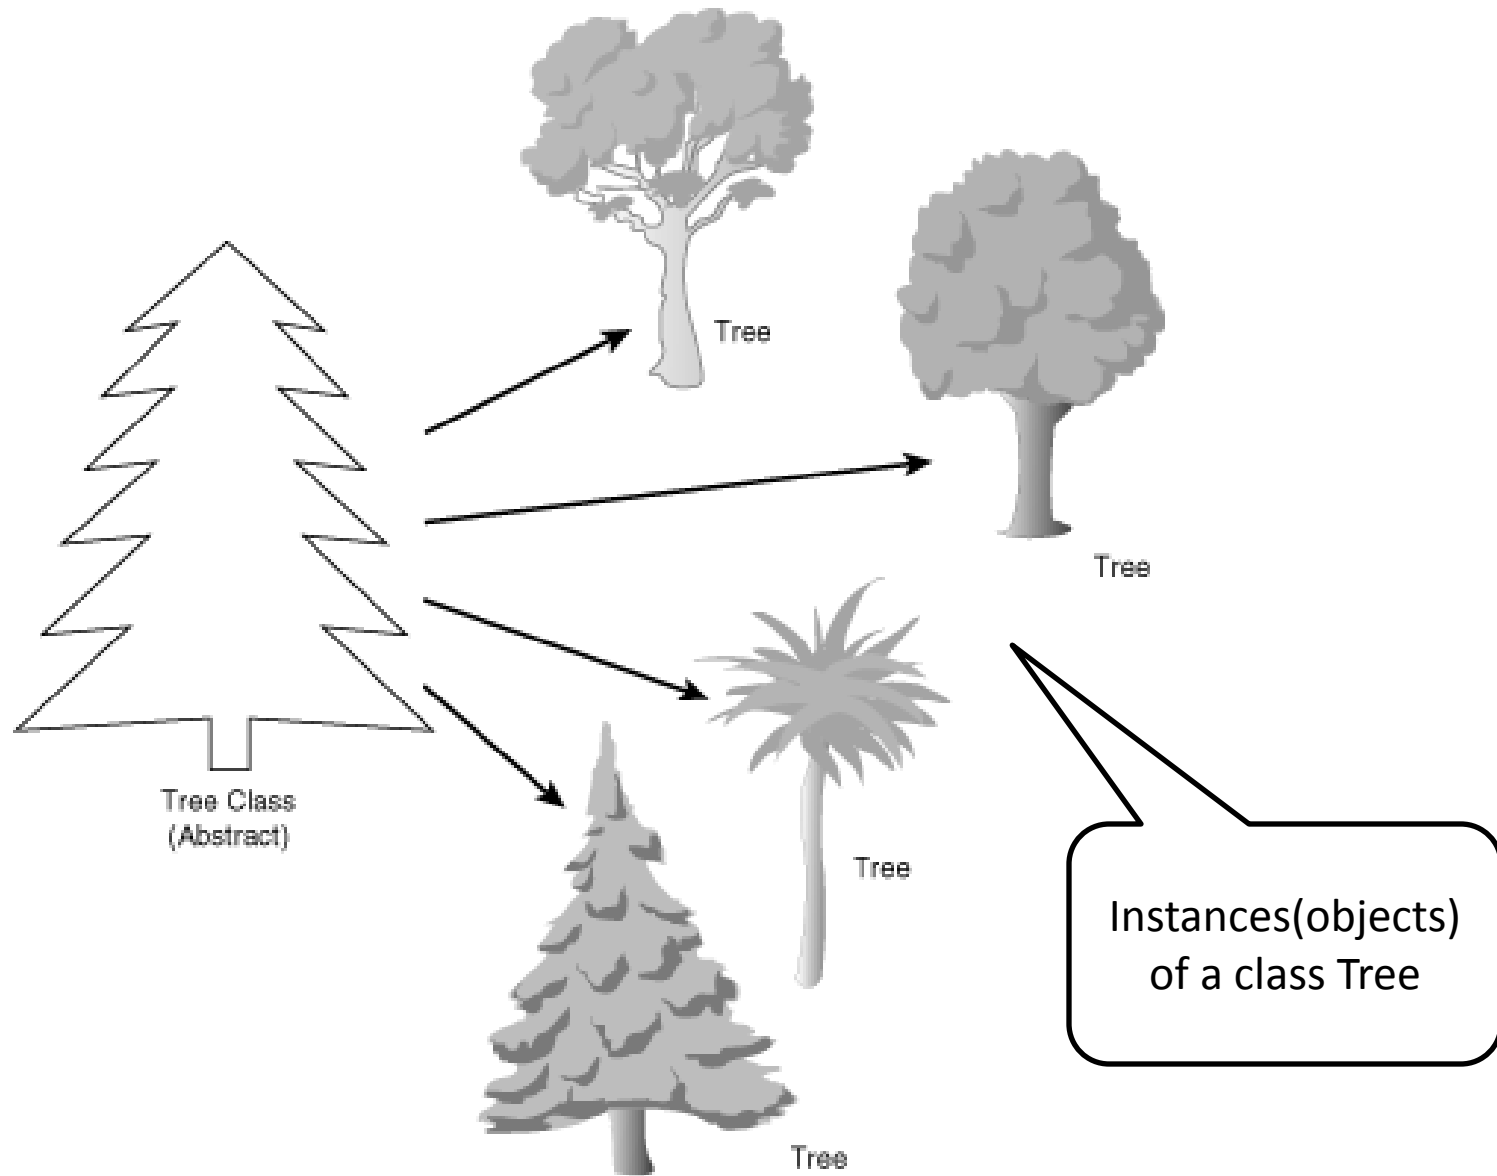 Tree
Tree
Tree Class
(Abstract)
Tree
Instances(objects)
of a class Tree
Tree